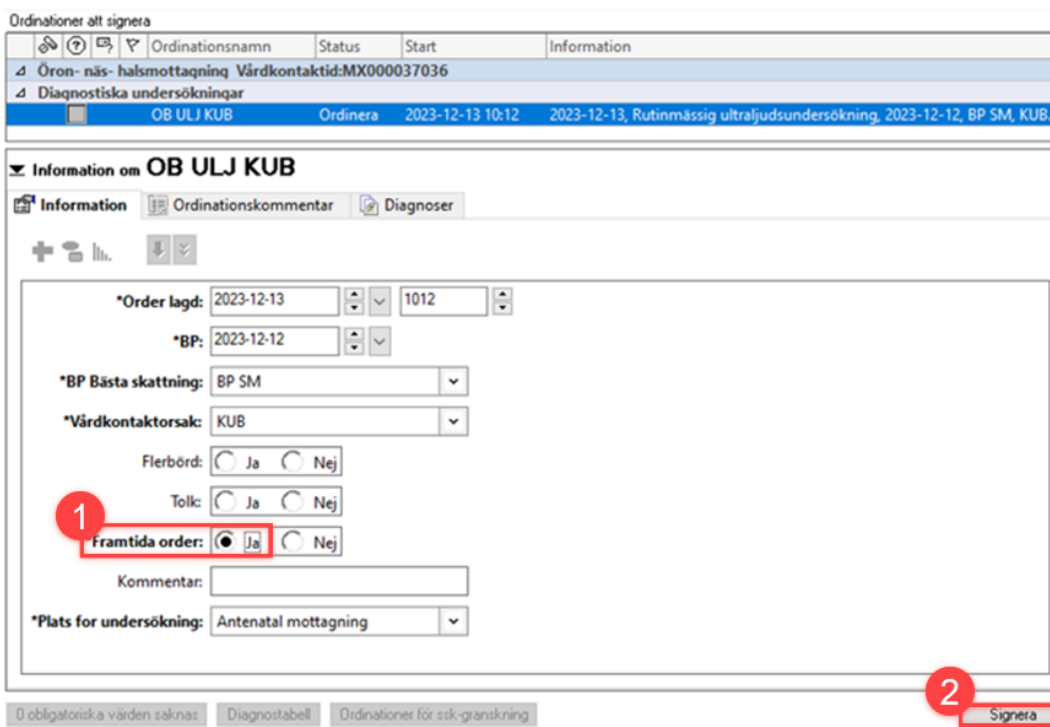 Ordinationer att signera
Ordinationsnamn Status Start Information
Öron- näs- halsmottagning Vårdkontaktid:MX000037036
Diagnostiska undersökningar
OB ULJ KUB Ordinera 2023-12-13 10:12 2023-12-13, Rutinmässig ultraljudsundersökning, 2023-12-12, BP SM, KUB.
Information om OB ULJ KUB
Information Ordinationskommentar Diagnoser
*Order lagd: 2023-12-13 1012
*BP: 2023-12-12
*BP Bästa skattning: BP SM
*Vårdkontaktorsak: KUB
Flerbörd: Ja Nej
Tolk: Ja Nej
1
Framtida order: Ja Nej
Kommentar:
*Plats for undersökning: Antenatal mottagning
2
0 obligatoriska värden saknas Diagnostabell Ordinationer för ssk-granskning Signera